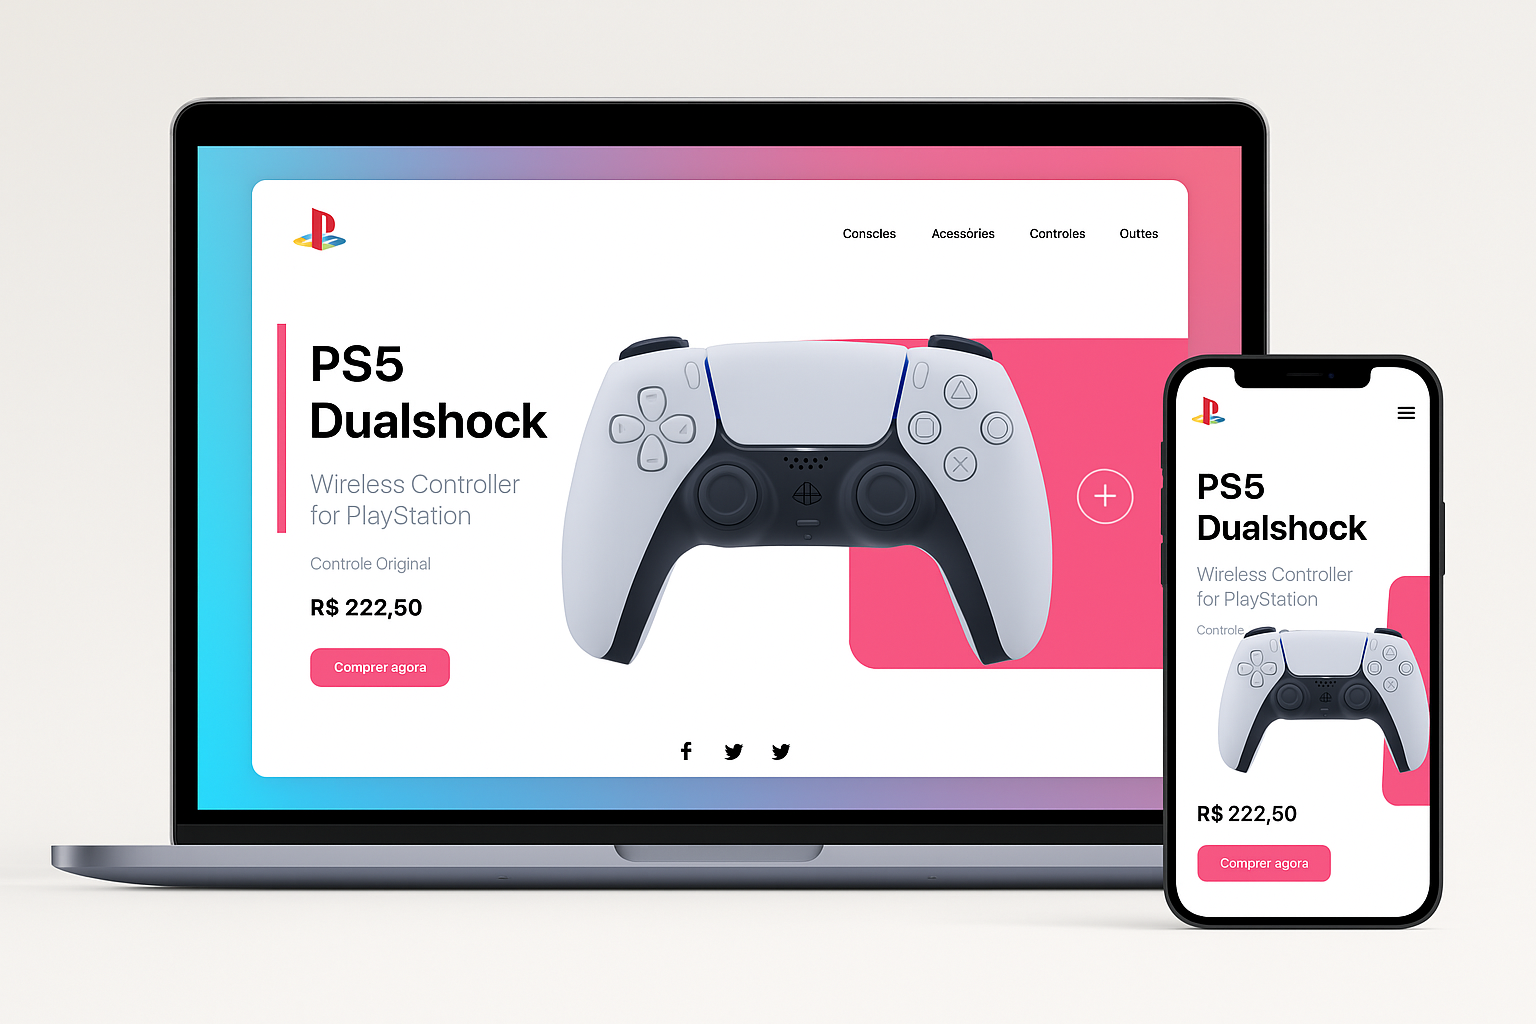 Conscles Acessòries Controles Outtes
PS5
Dualshock
Wireless Controller
for PlayStation
Controle Original
R$ 222,50
Comprer agora
PS5
Dualshock
Wireless Controller
for PlayStation
Controle
R$ 222,50
Comprer agora